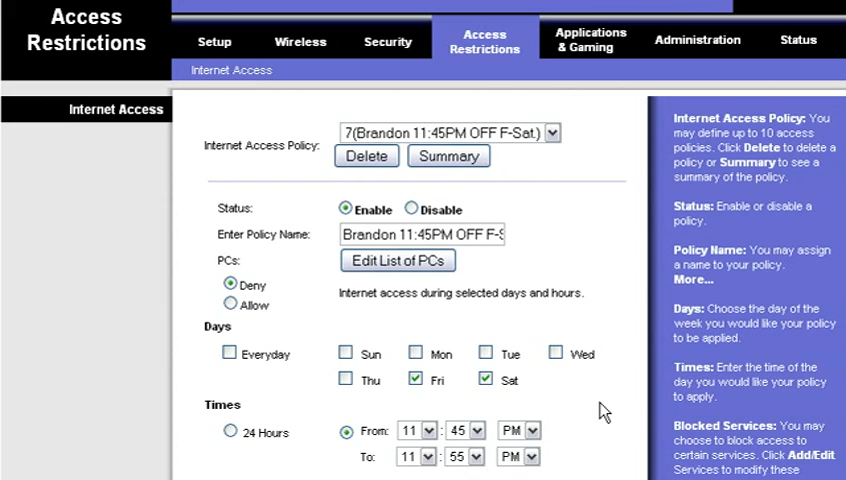 Access
Restrictions
Setup
Wireless
Security
Access
Restrictions
Applications
& Gaming
Administration
Status
Internet Access
Internet Access
Internet Access Policy:
7(Brandon 11:45PM OFF F-Sat.)
Delete
Summary
Status:
Enable
Disable
Enter Policy Name:
Brandon 11:45PM OFF F-S
PCs:
Edit List of PCs
Deny
Allow
Internet access during selected days and hours.
Days
Everyday
Sun
Mon
Tue
Wed
Thu
Fri
Sat
Times
24 Hours
From: 11 : 45 PM
To: 11 : 55 PM
Internet Access Policy: You
may define up to 10 access
policies. Click Delete to delete a
policy or Summary to see a
summary of the policy.
Status: Enable or disable a
policy.
Policy Name: You may assign
a name to your policy.
More...
Days: Choose the day of the
week you would like your policy
to be applied.
Times: Enter the time of the
day you would like your policy
to apply.
Blocked Services: You may
choose to block access to
certain services. Click Add/Edit
Services to modify these